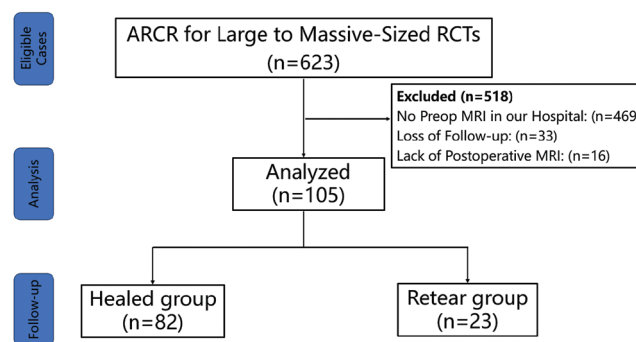 Eligible
Cases
ARCR for Large to Massive-Sized RCTs
(n=623)
Excluded (n=518)
No Preop MRI in our Hospital: (n=469
Loss of Follow-up: (n=33)
Lack of Postoperative MRI: (n=16)
Analysis
Analyzed
(n=105)
Follow-up
Healed group
(n=82)
Retear group
(n=23)